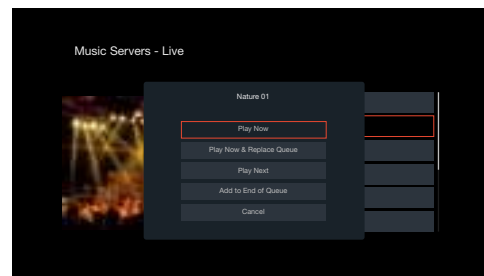 Music Servers - Live
Nature 01
Play Now
Play Now & Replace Queue
Play Next
Add to End of Queue
Cancel